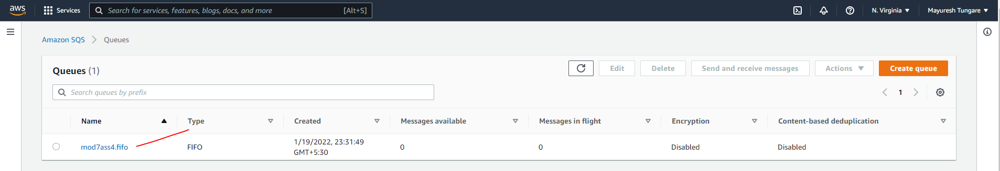 aws Services Search for services, features, blogs, docs, and more [Alt+S] N. Virginia Mayuresh Tungare
Amazon SQS Queues
Queues (1) Edit Delete Send and receive messages Actions Create queue
Search queues by prefix 1
Name Type Created Messages available Messages in flight Encryption Content-based deduplication
mod7ass4.fifo FIFO 1/19/2022, 23:31:49 0 0 Disabled Disabled
GMT+5:30